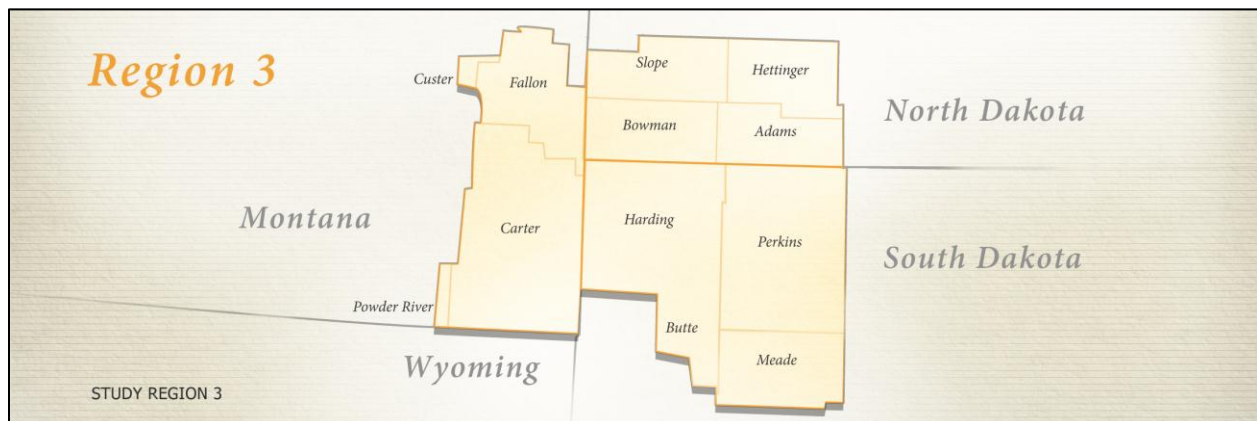 Region 3
Custer
Fallon
Slope
Hettinger
North Dakota
Bowman
Adams
Montana
Carter
Harding
Perkins
South Dakota
Powder River
Butte
Meade
Wyoming
STUDY REGION 3